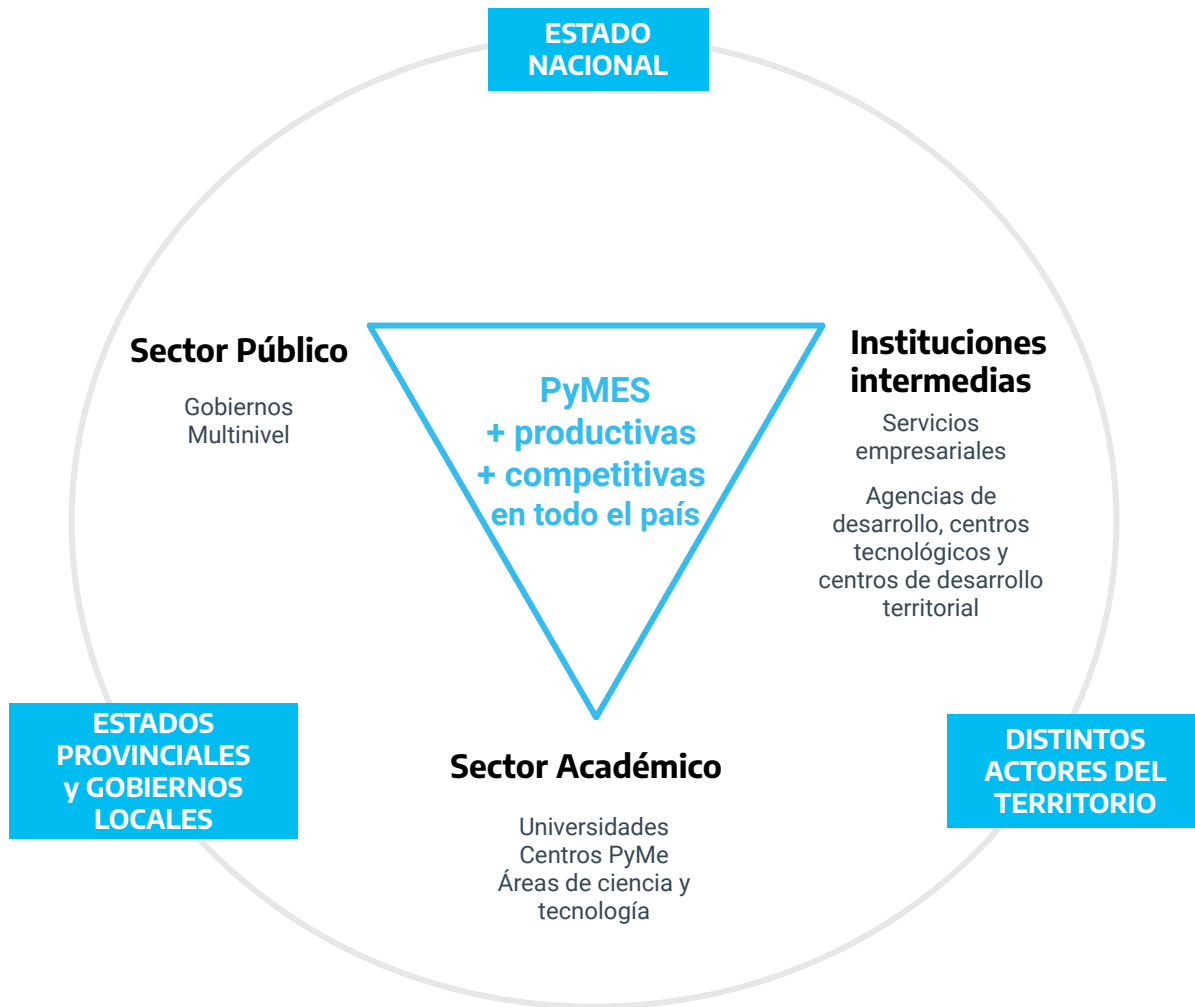 ESTADO
NACIONAL
Sector Público
Gobiernos
Multinivel
PyMES
+ productivas
+ competitivas
en todo el país
Instituciones
intermedias
Servicios
empresariales
Agencias de
desarrollo, centros
tecnológicos y
centros de desarrollo
territorial
ESTADOS
PROVINCIALES
y GOBIERNOS
LOCALES
Sector Académico
Universidades
Centros PyMe
Áreas de ciencia y
tecnología
DISTINTOS
ACTORES DEL
TERRITORIO